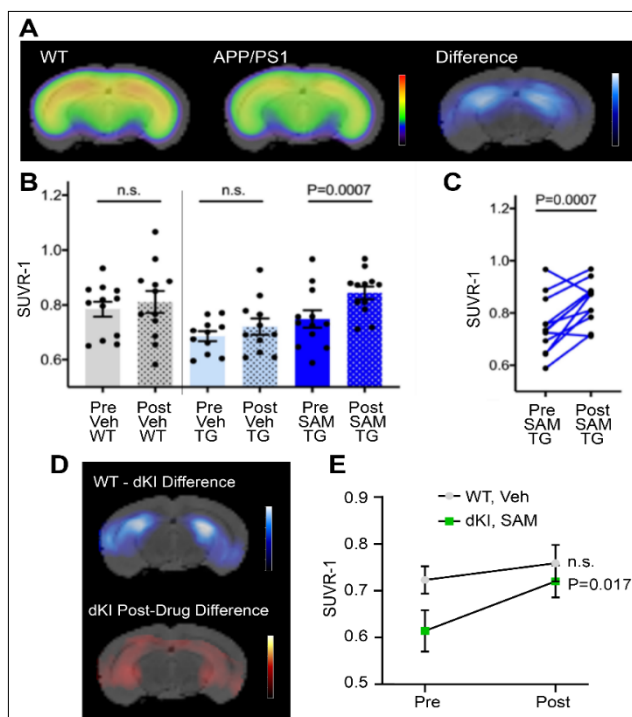 A
WT
APP/PS1
Difference
B
n.s.
n.s.
P=0.0007
1.2
1.0
0.8
0.6
SUVR-1
Pre Post Pre Post Pre Post
Veh Veh Veh Veh SAM SAM
WT WT TG TG TG TG
C
P=0.0007
1.2
1.0
0.8
0.6
SUVR-1
Pre Post
SAM SAM
TG TG
D
WT - dKI Difference
dKI Post-Drug Difference
E
WT, Veh
dKI, SAM
0.9
0.8
0.7
0.6
0.5
SUVR-1
n.s.
P=0.017
Pre Post